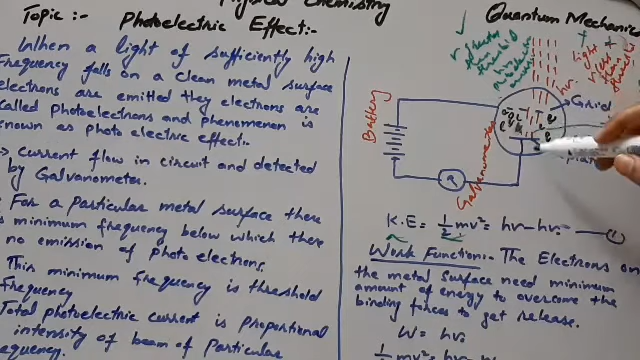 Physical Chemistry
Quantum Mechanics
Topic:- Photoelectric Effect:-
When a light of sufficiently high
Frequency falls on a clean metal surface
electrons are emitted they electrons are
called Photoelectrons and phenomenon is
known as photo electric effect.
Current flow in circuit and detected
by Galvanometer.
For a Particular metal surface there
is minimum frequency below which there
no emission of photo electrons.
This minimum frequency is threshold
Frequency
Total photoelectric current is proportional
intensity of beam of Particular
Battery
Galvanometer
Light
hν
Grid
K.E = 1/2 mv² = hν - hν₀ — (1)
Work Function:- The Electrons on
the metal surface need minimum
amount of energy to overcome the
binding forces to get release.
W = hν₀